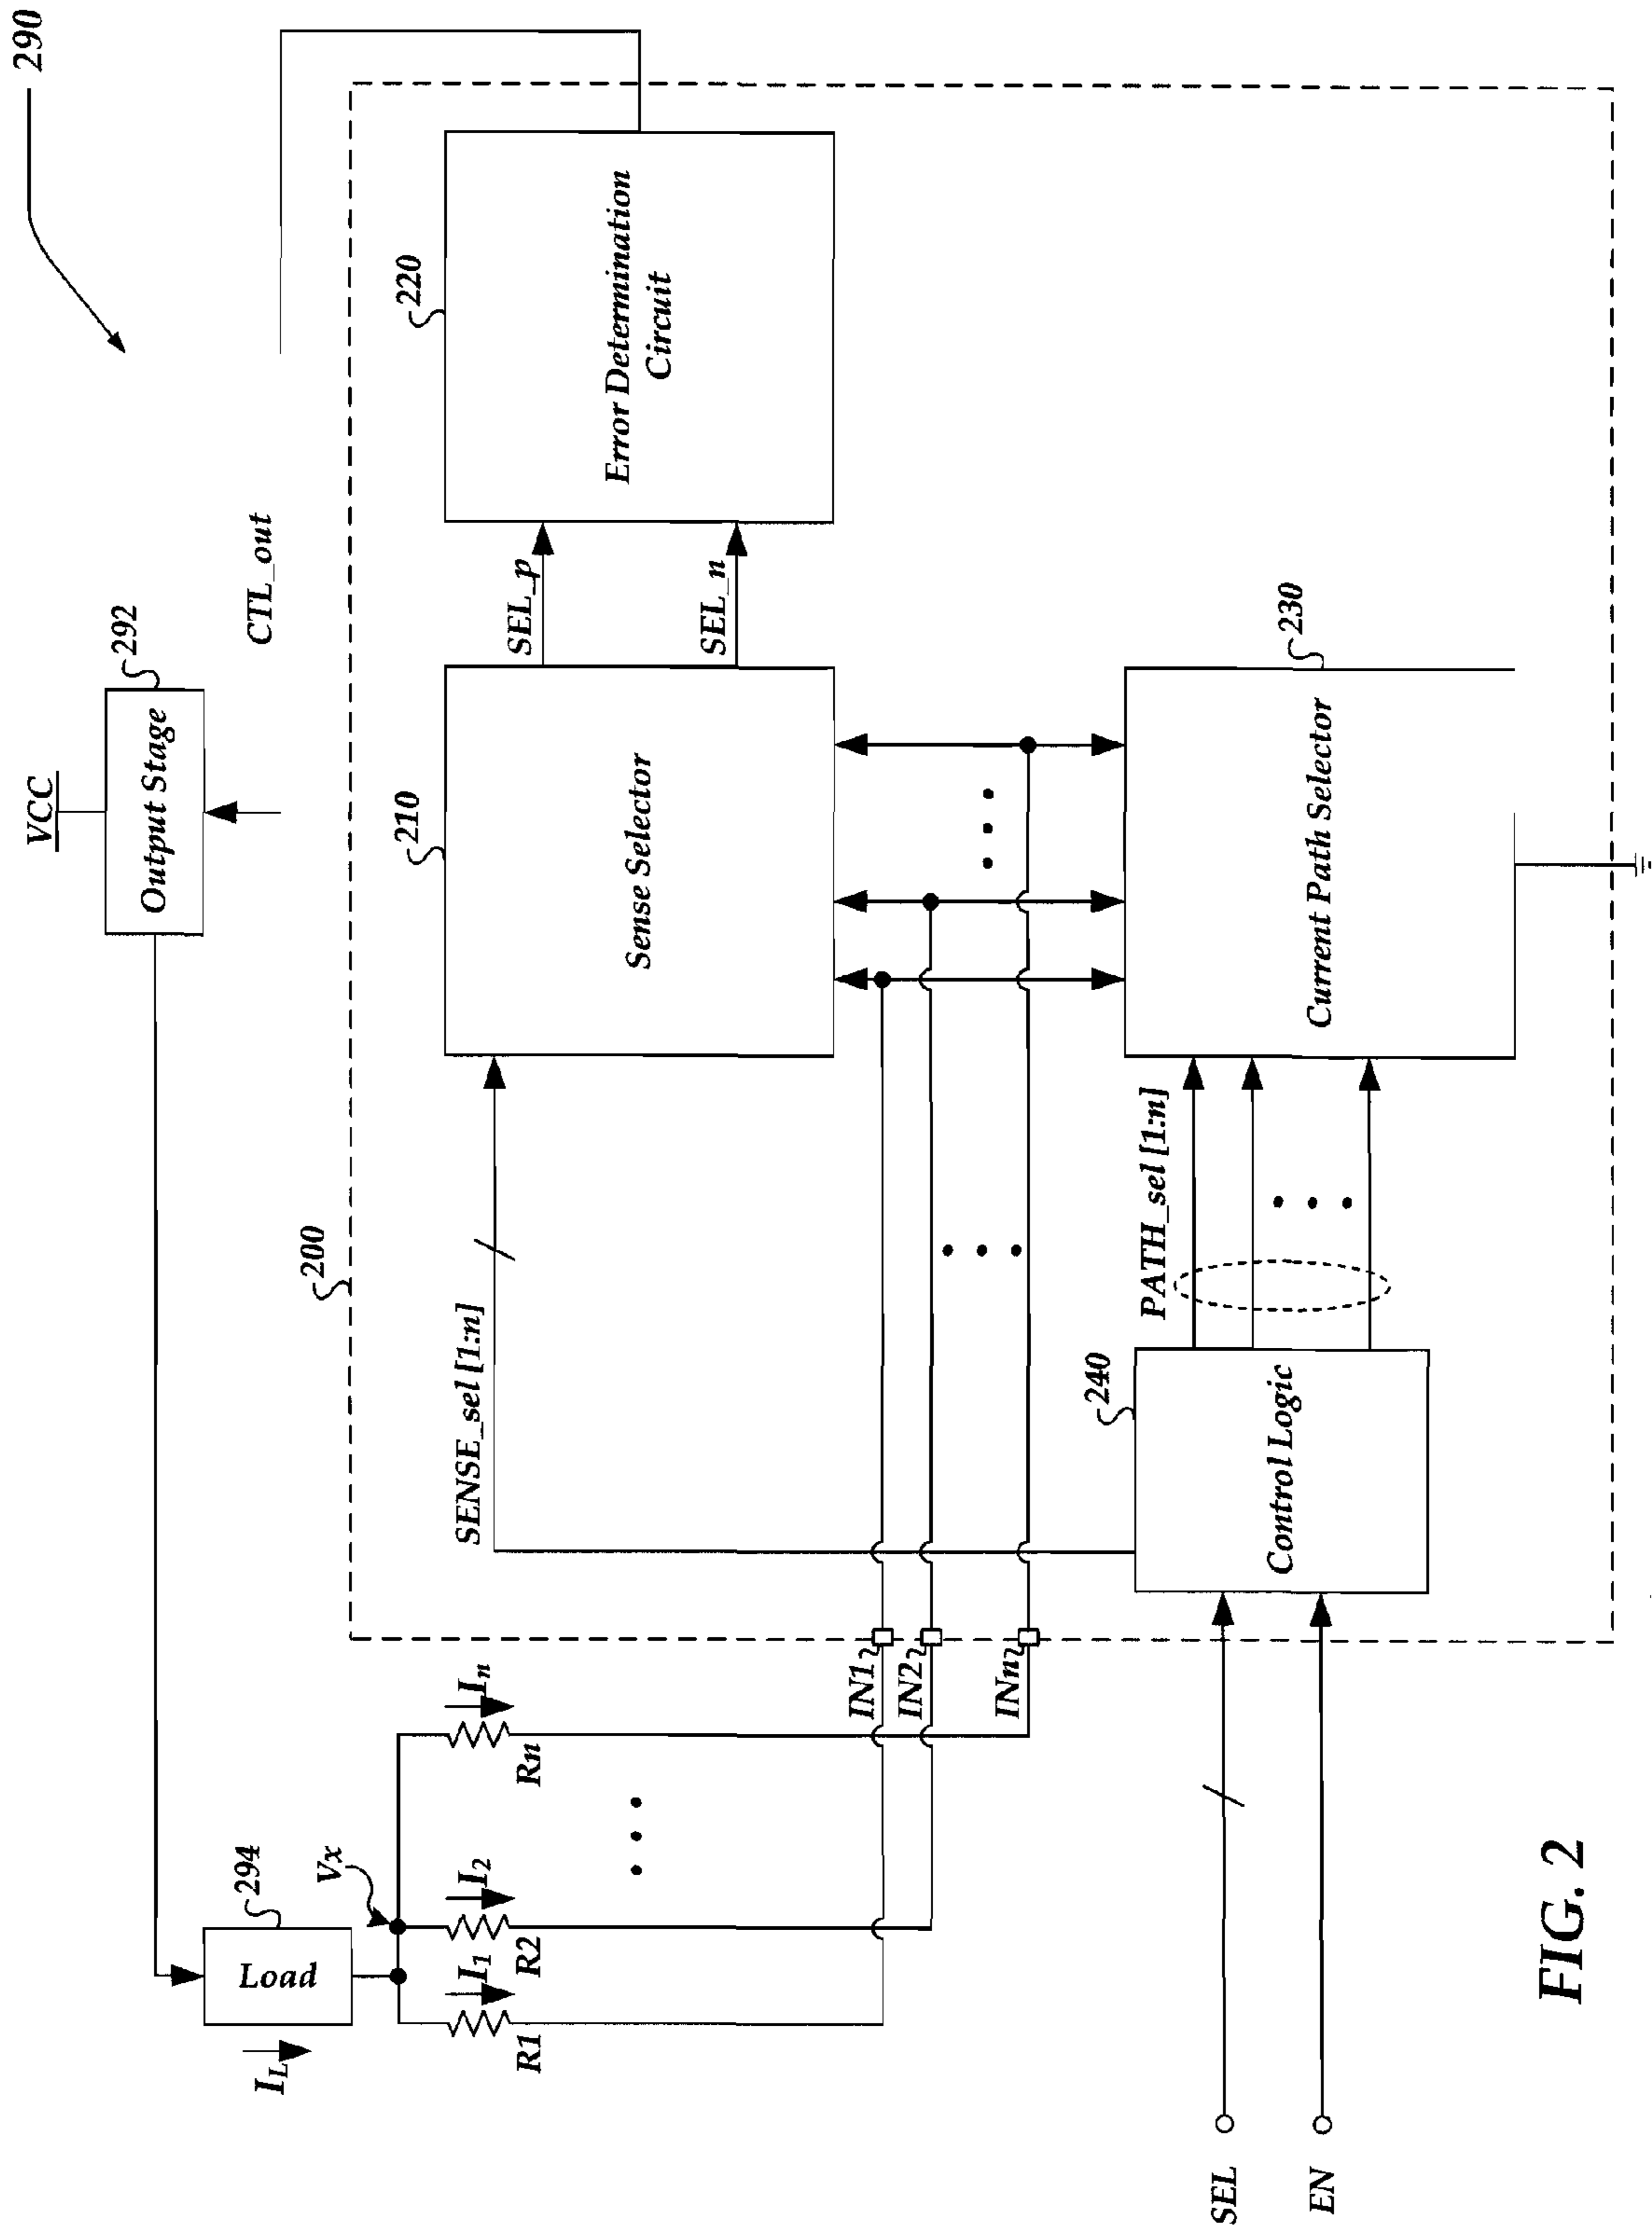 290
VCC
292
Output Stage
CTL_out
294
Load
I_L
Vx
I_1
I_2
I_n
R1
R2
Rn
200
210
Sense Selector
220
Error Determination
Circuit
SEL_p
SEL_n
SENSE_sel [1:n]
IN1
IN2
INn
230
Current Path Selector
PATH_sel [1:n]
240
Control Logic
SEL
EN
FIG. 2